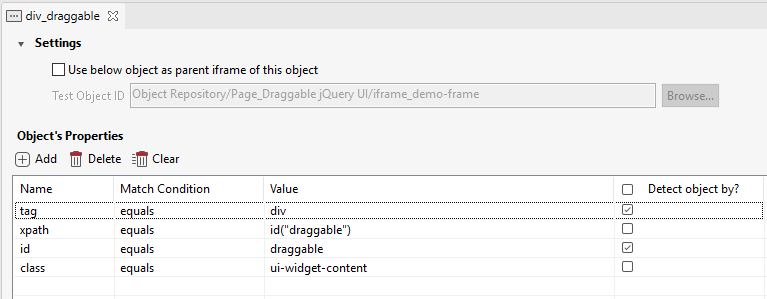 div_draggable
Settings
Use below object as parent iframe of this object
Test Object ID Object Repository/Page_Draggable jQuery UI/iframe_demo-frame Browse...
Object's Properties
Add Delete Clear
Name Match Condition Value Detect object by?
tag equals div
xpath equals id("draggable")
id equals draggable
class equals ui-widget-content